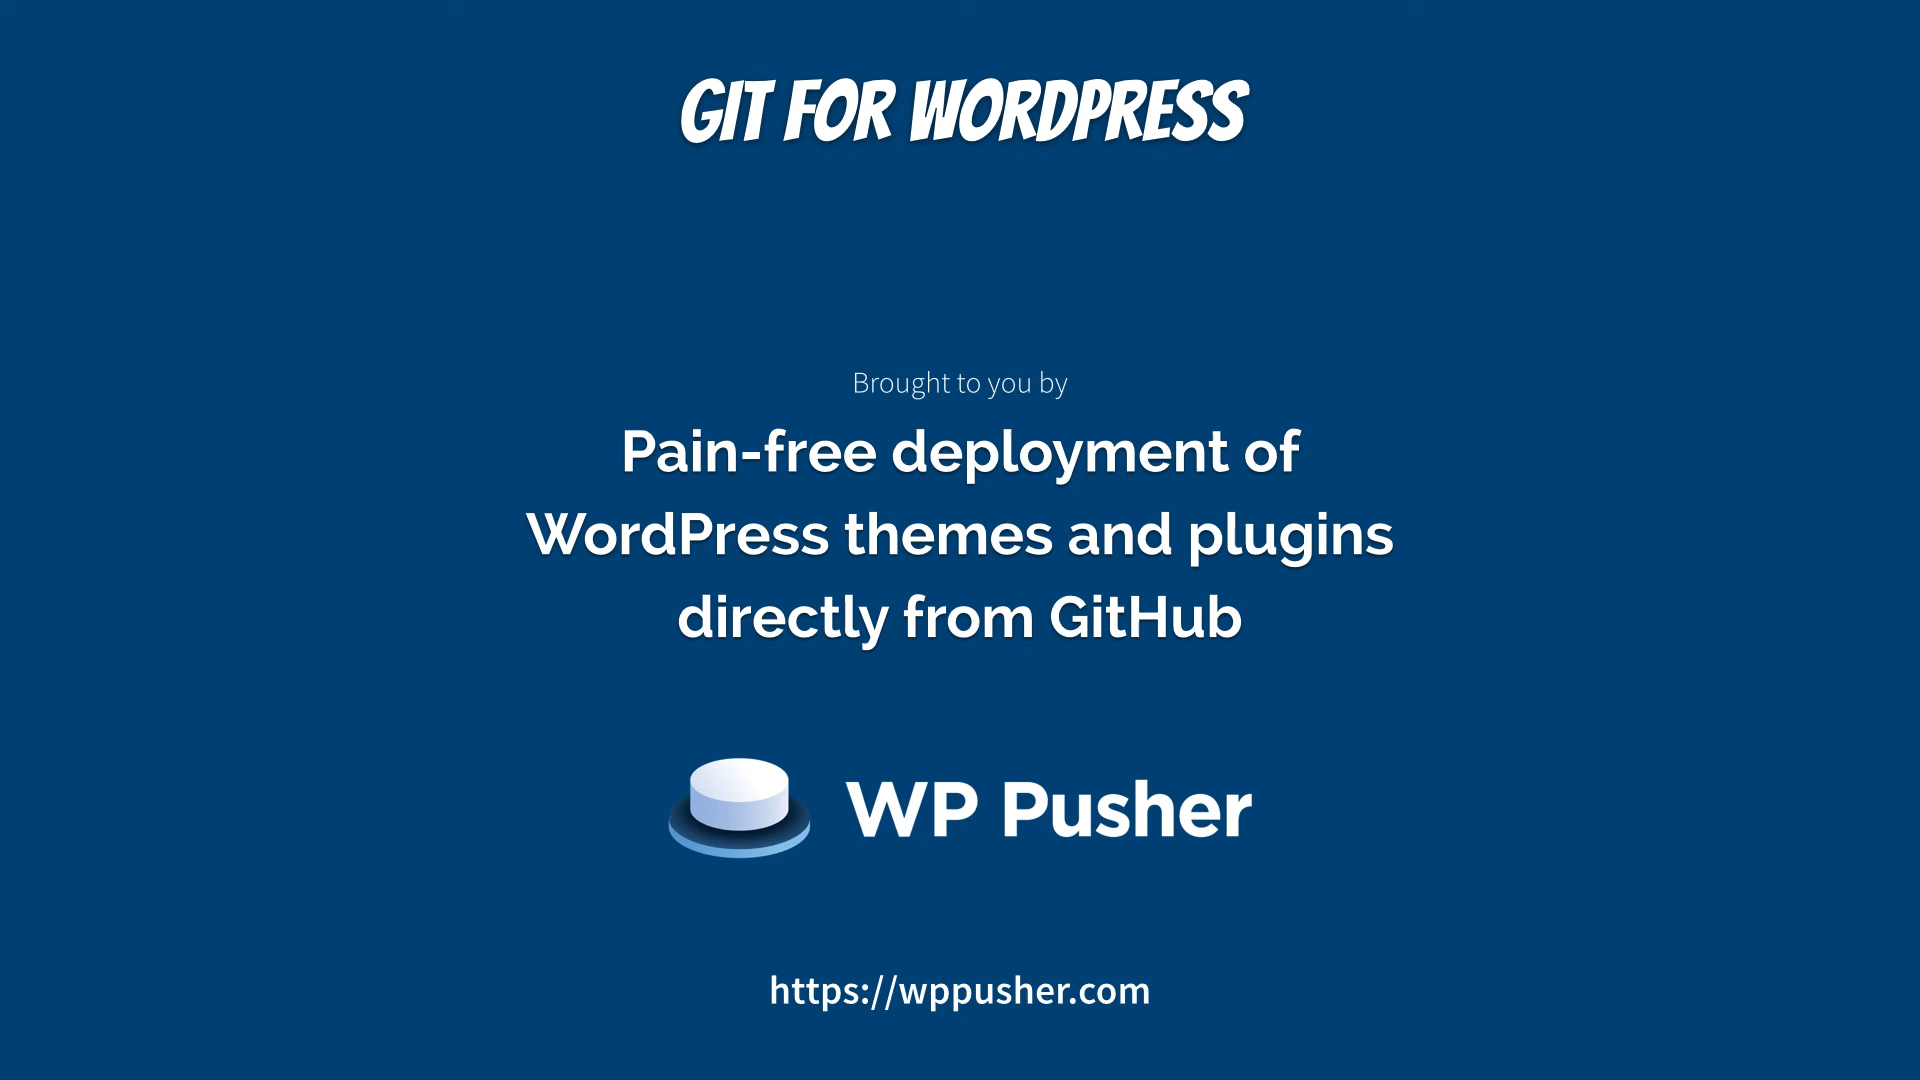 GIT FOR WORDPRESS
Brought to you by
Pain-free deployment of
WordPress themes and plugins
directly from GitHub
WP Pusher
https://wppusher.com